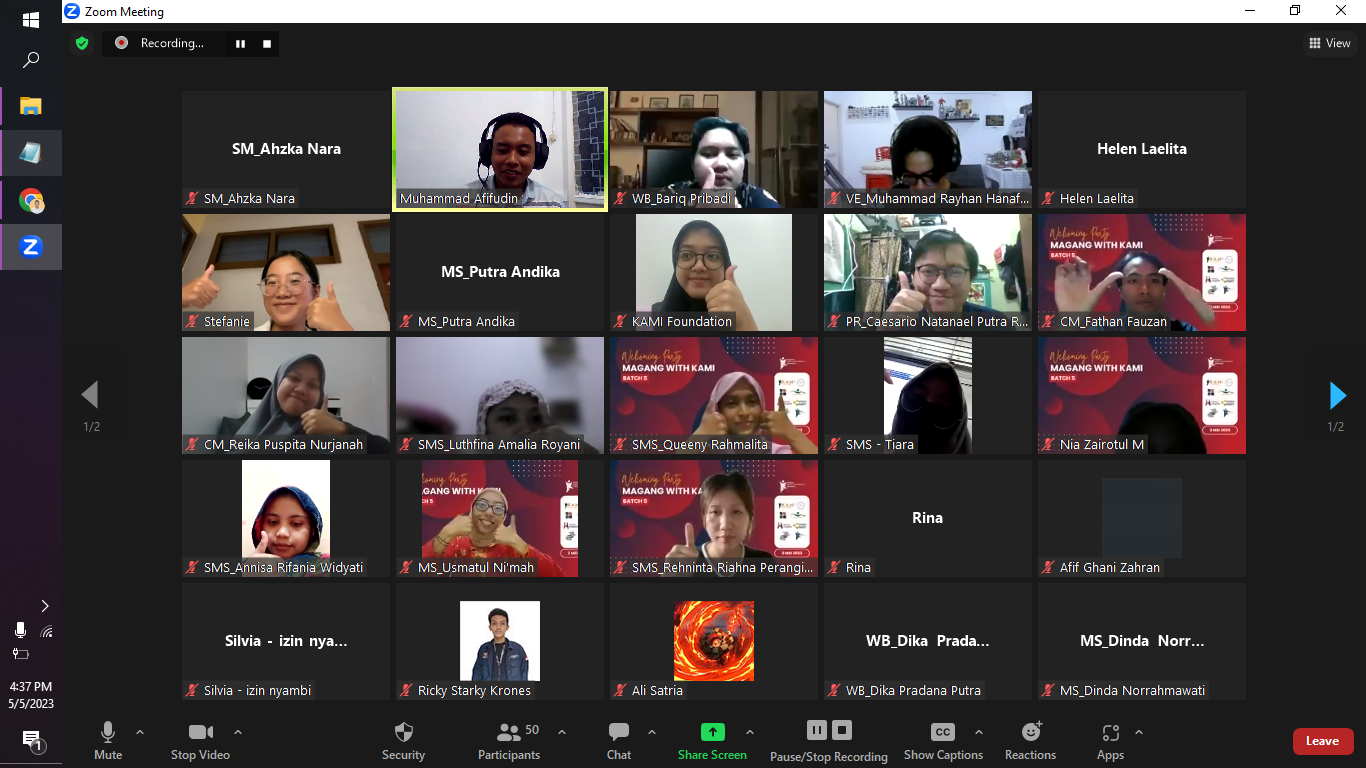 Zoom Meeting
Recording...
View
SM_Ahzka Nara
SM_Ahzka Nara
Muhammad Afifudin
WB_Bariq Pribadi
VE_Muhammad Rayhan Hanaf...
Helen Laelita
Helen Laelita
Stefanie
MS_Putra Andika
MS_Putra Andika
KAMI Foundation
PR_Caesario Natanael Putra R...
Welcoming Party
MAGANG WITH KAMI
BATCH 5
CM_Fathan Fauzan
1/2
CM_Reika Puspita Nurjanah
SMS_Luthfina Amalia Royani
Welcoming Party
MAGANG WITH KAMI
BATCH 5
SMS_Queeny Rahmalita
SMS - Tiara
Welcoming Party
MAGANG WITH KAMI
BATCH 5
Nia Zairotul M
1/2
SMS_Annisa Rifania Widyati
MS_Usmatul Ni'mah
Welcoming Party
MAGANG WITH KA
BATCH 5
SMS_Rehninta Riahna Perangi...
Rina
Rina
Afif Ghani Zahran
Silvia - izin nya...
Silvia - izin nyambi
Ricky Starky Krones
Ali Satria
WB_Dika Prada...
WB_Dika Pradana Putra
MS_Dinda Norr...
MS_Dinda Norrahmawati
4:37 PM
5/5/2023
1
Mute
Stop Video
Security
50
Participants
Chat
Share Screen
Pause/Stop Recording
CC
Show Captions
Reactions
Apps
Leave